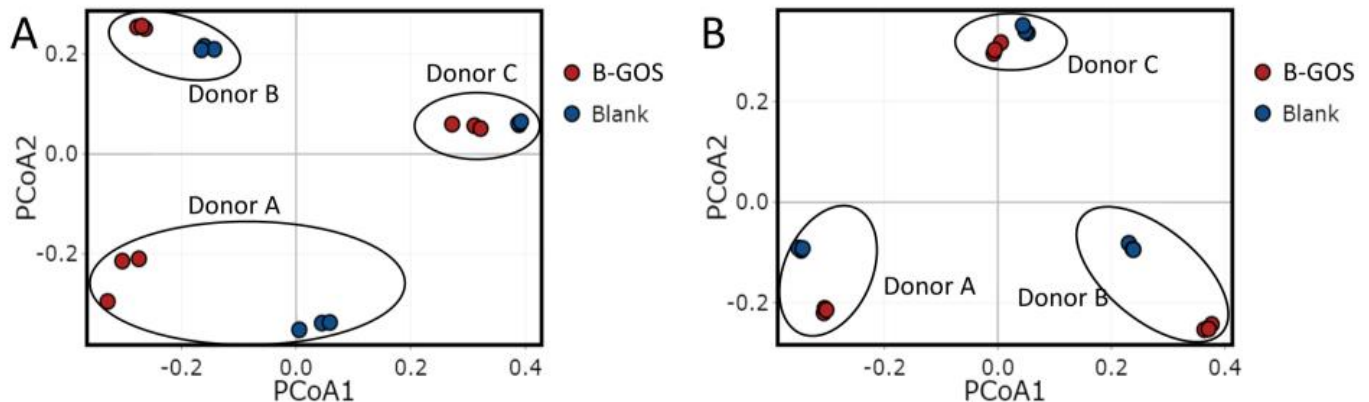 A
0.2
0.0
-0.2
PCoA2
-0.2
0.0
0.2
0.4
PCoA1
Donor B
Donor C
Donor A
B-GOS
Blank
B
0.2
0.0
-0.2
PCoA2
-0.2
0.0
0.2
0.4
PCoA1
Donor C
Donor A
Donor B
B-GOS
Blank